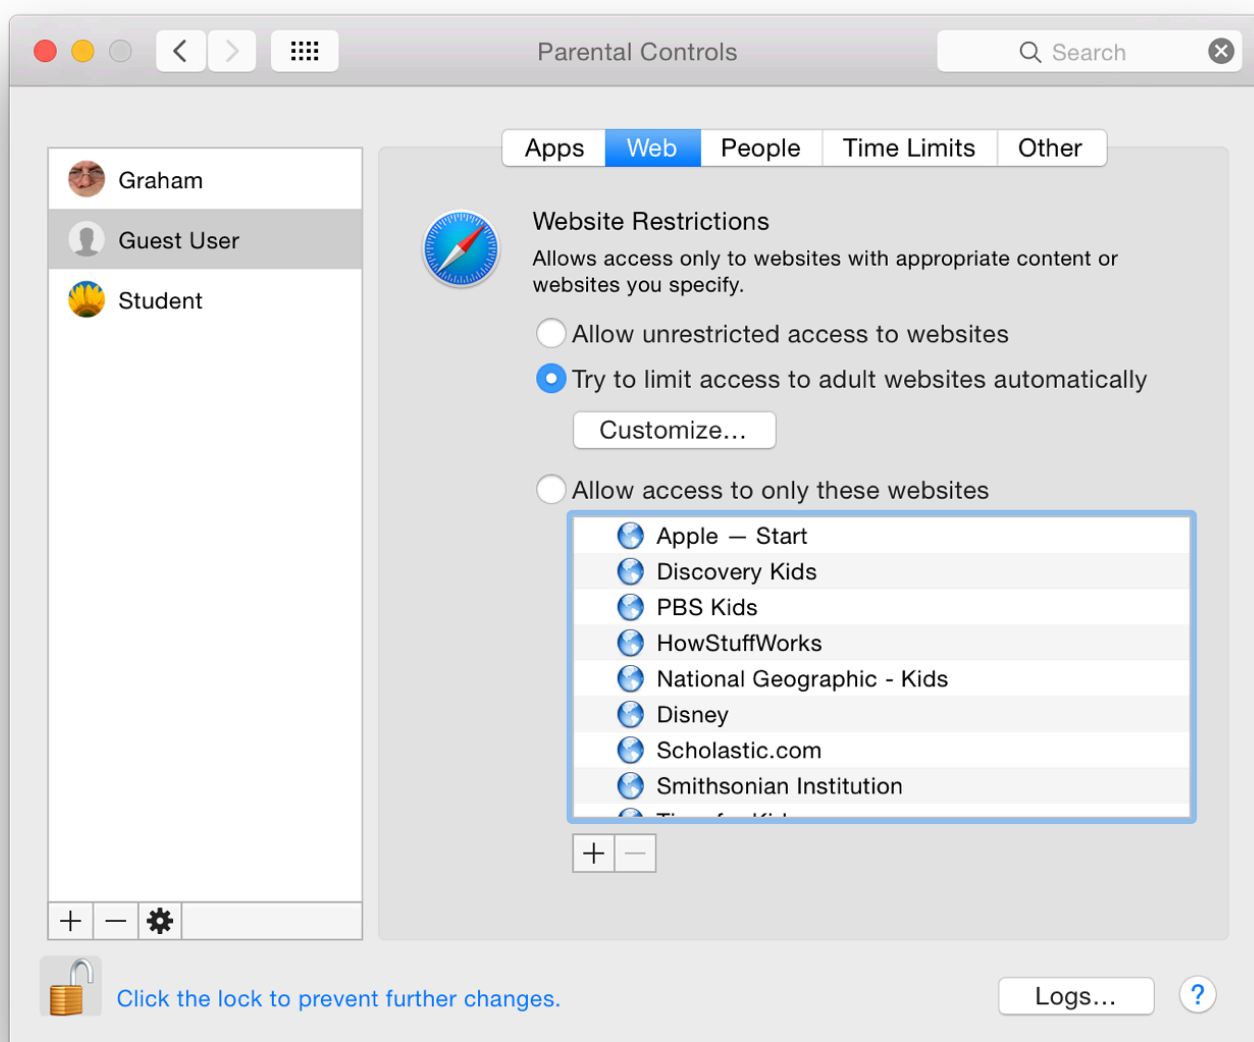 Parental Controls
Search
Apps
Web
People
Time Limits
Other
Graham
Guest User
Student
Website Restrictions
Allows access only to websites with appropriate content or
websites you specify.
Allow unrestricted access to websites
Try to limit access to adult websites automatically
Customize...
Allow access to only these websites
Apple — Start
Discovery Kids
PBS Kids
HowStuffWorks
National Geographic - Kids
Disney
Scholastic.com
Smithsonian Institution
Click the lock to prevent further changes.
Logs...
?